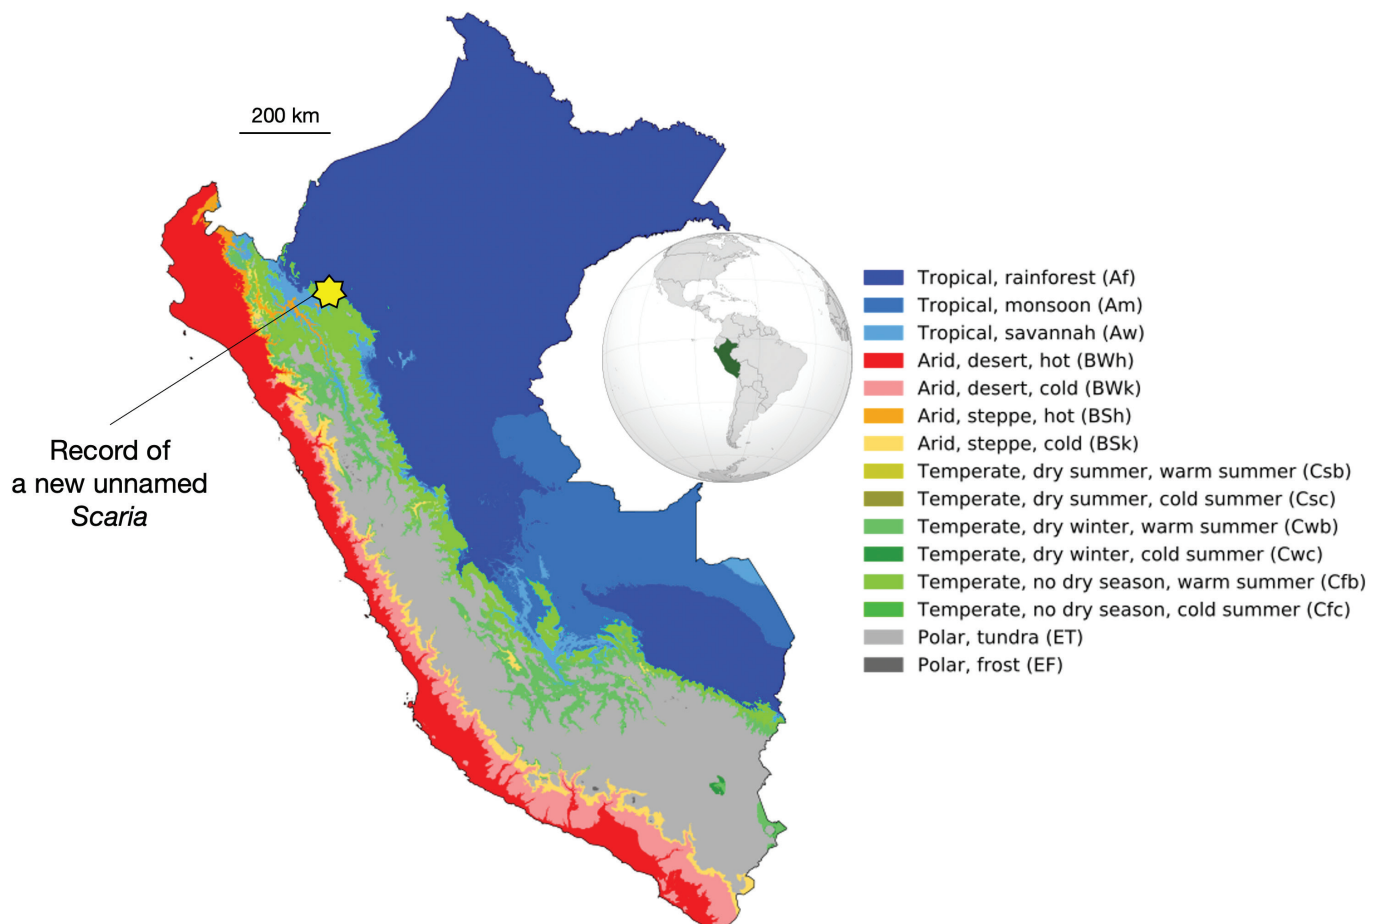 200 km
Record of
a new unnamed
Scaria
Tropical, rainforest (Af)
Tropical, monsoon (Am)
Tropical, savannah (Aw)
Arid, desert, hot (BWh)
Arid, desert, cold (BWk)
Arid, steppe, hot (BSh)
Arid, steppe, cold (BSk)
Temperate, dry summer, warm summer (Csb)
Temperate, dry summer, cold summer (Csc)
Temperate, dry winter, warm summer (Cwb)
Temperate, dry winter, cold summer (Cwc)
Temperate, no dry season, warm summer (Cfb)
Temperate, no dry season, cold summer (Cfc)
Polar, tundra (ET)
Polar, frost (EF)